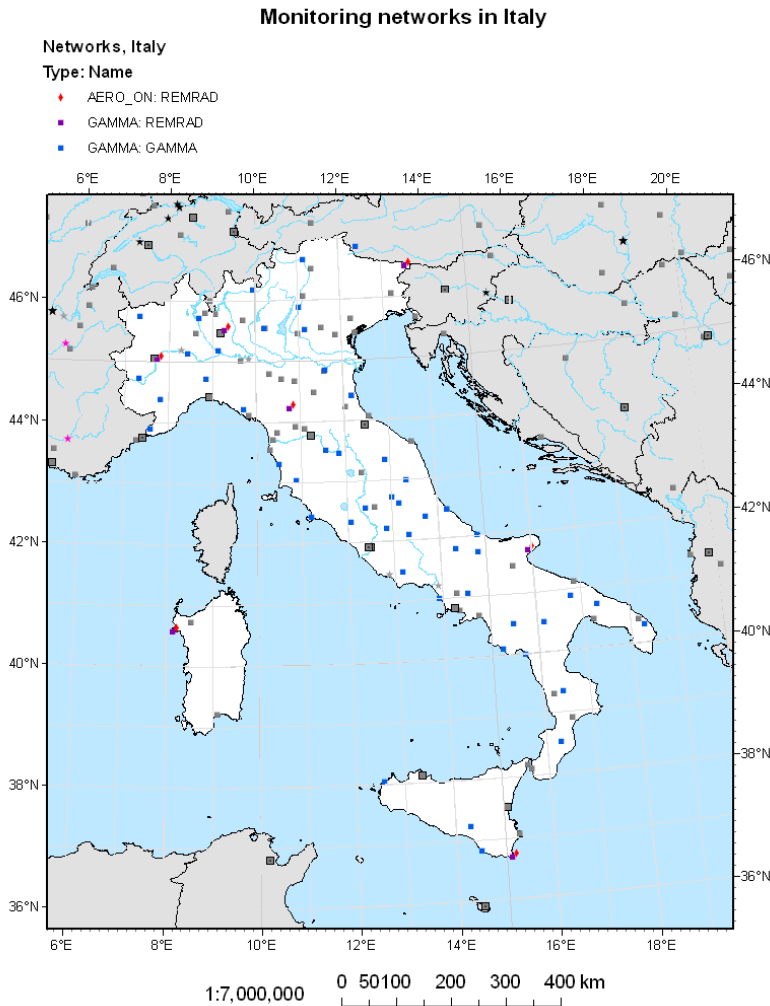 Monitoring networks in Italy
Networks, Italy
Type: Name
AERO_ON: REMRAD
GAMMA: REMRAD
GAMMA: GAMMA
6°E 8°E 10°E 12°E 14°E 16°E 18°E 20°E
46°N 46°N
44°N 44°N
42°N 42°N
40°N 40°N
38°N 38°N
36°N 36°N
6°E 8°E 10°E 12°E 14°E 16°E 18°E
1:7,000,000
0 50100 200 300 400 km